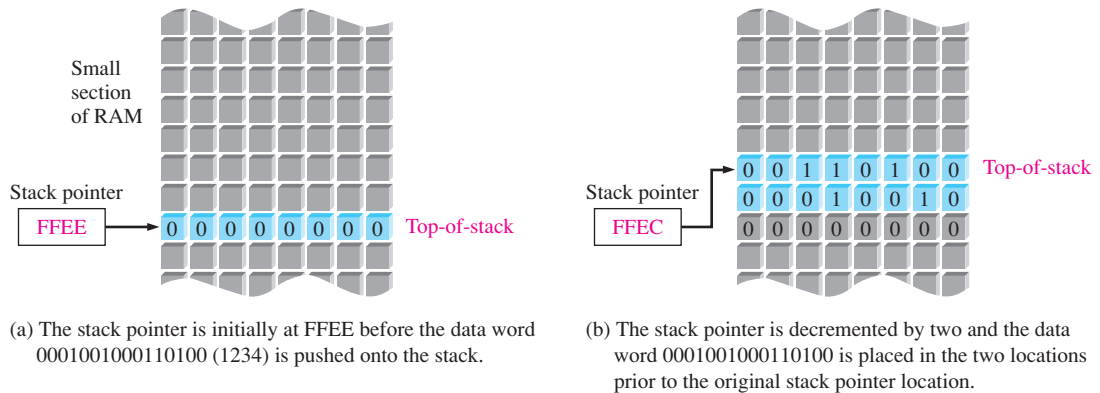 Small
section
of RAM
Stack pointer
FFEE
0 0 0 0 0 0 0 0
Top-of-stack
(a) The stack pointer is initially at FFEE before the data word
0001001000110100 (1234) is pushed onto the stack.
0 0 1 1 0 1 0 0
Top-of-stack
Stack pointer
0 0 0 1 0 0 1 0
FFEC
0 0 0 0 0 0 0 0
(b) The stack pointer is decremented by two and the data
word 0001001000110100 is placed in the two locations
prior to the original stack pointer location.